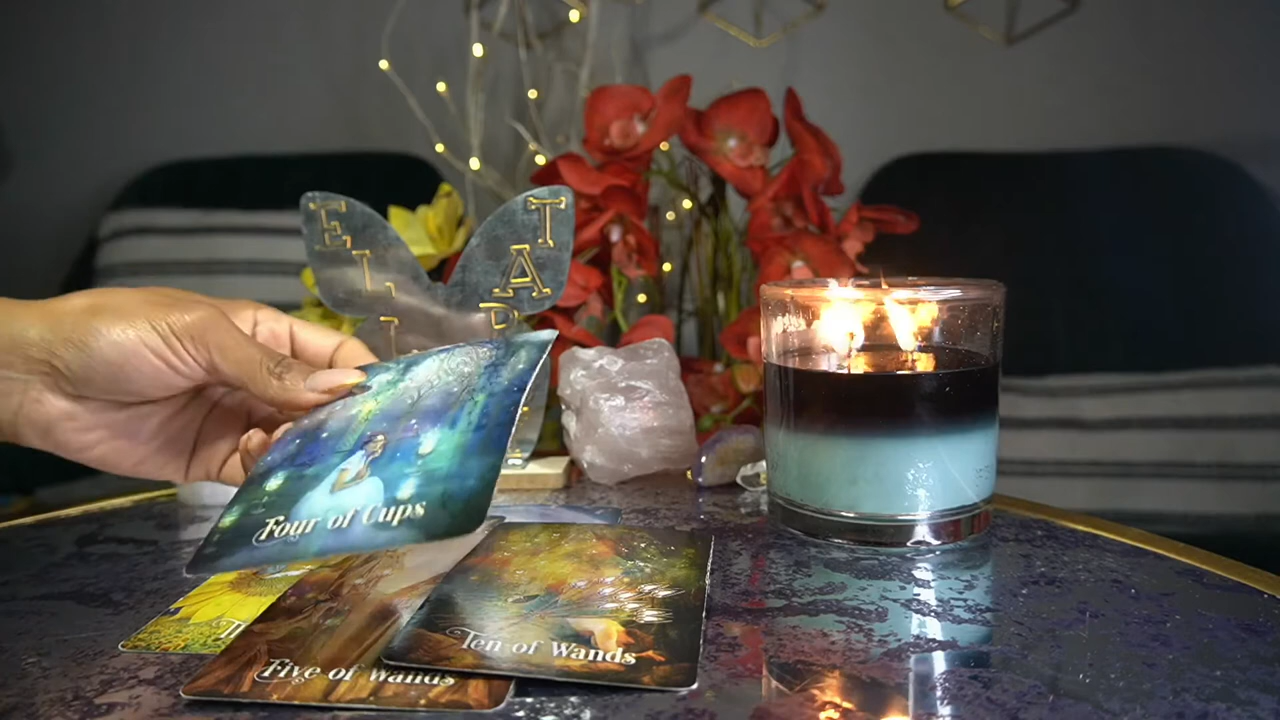 E T
L A
Four of Cups
Five of Wands
Ten of Wands